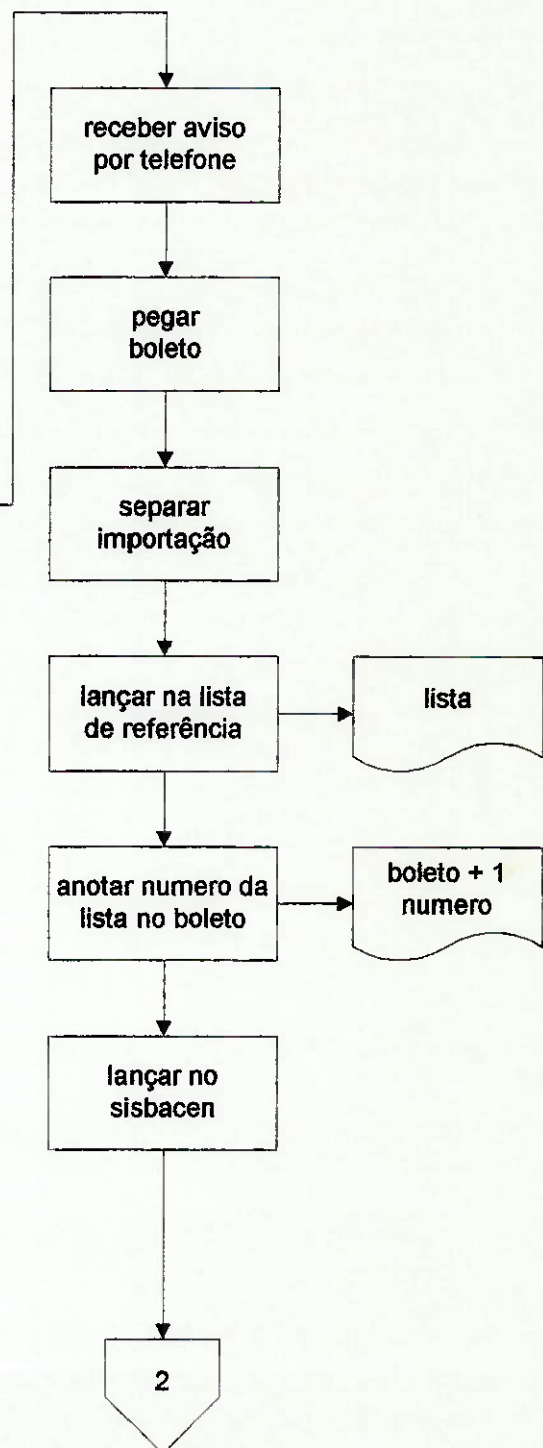 receber aviso
por telefone
pegar
boleto
separar
importação
lançar na lista
de referência
lista
anotar numero da
lista no boleto
boleto + 1
numero
lançar no
sisbacen
2